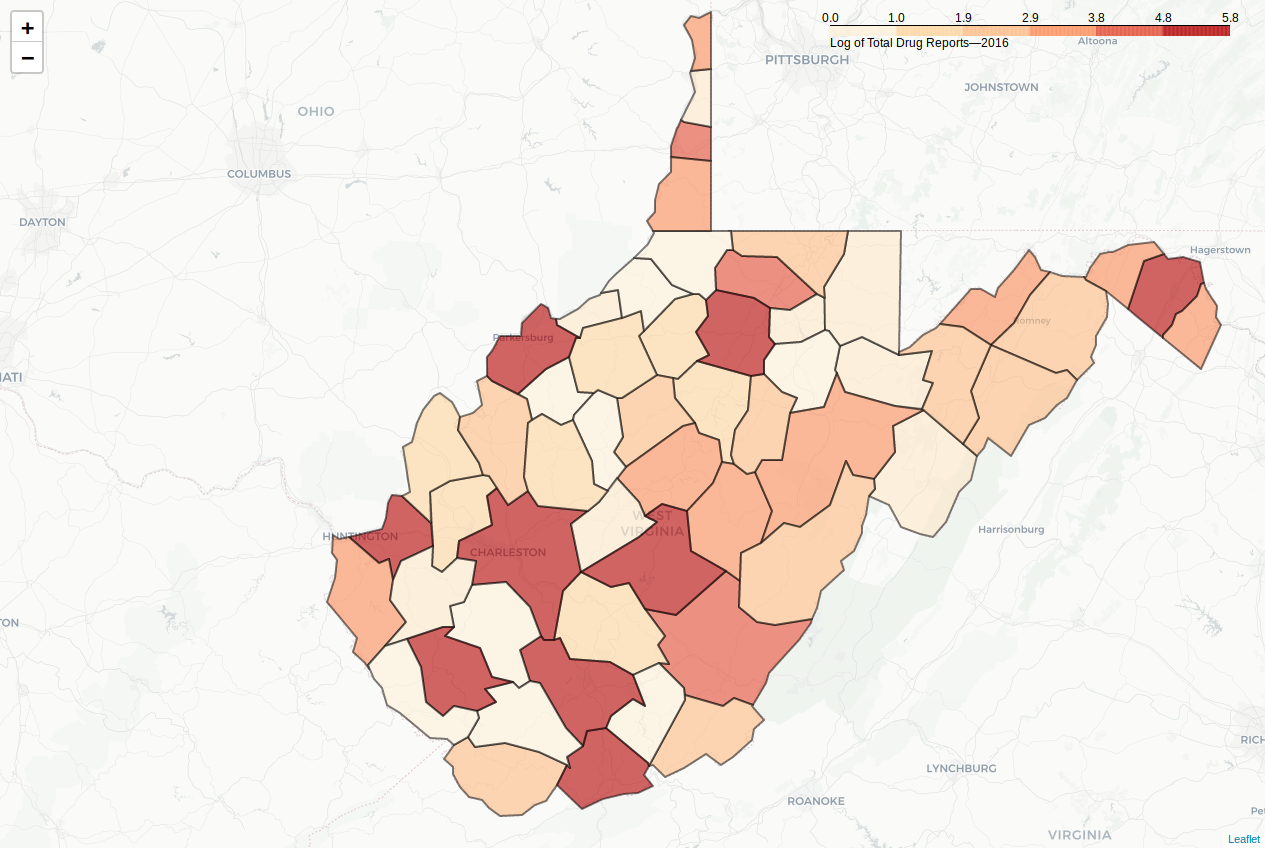 +
−
0.0 1.0 1.9 2.9 3.8 4.8 5.8
Log of Total Drug Reports—2016
Altoona
PITTSBURGH
JOHNSTOWN
OHIO
COLUMBUS
DAYTON
Hagerstown
Romney
Parkersburg
ATI
WEST
VIRGINIA
HUNTINGTON
CHARLESTON
Harrisonburg
TON
RICH
LYNCHBURG
ROANOKE
Pet
VIRGINIA
Leaflet